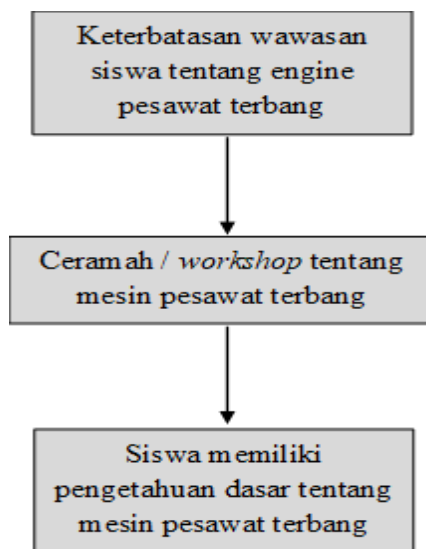 Keterbatasan wawasan
siswa tentang engine
pesawat terbang
Ceramah / workshop tentang
mesin pesawat terbang
Siswa memiliki
pengetahuan dasar tentang
mesin pesawat terbang